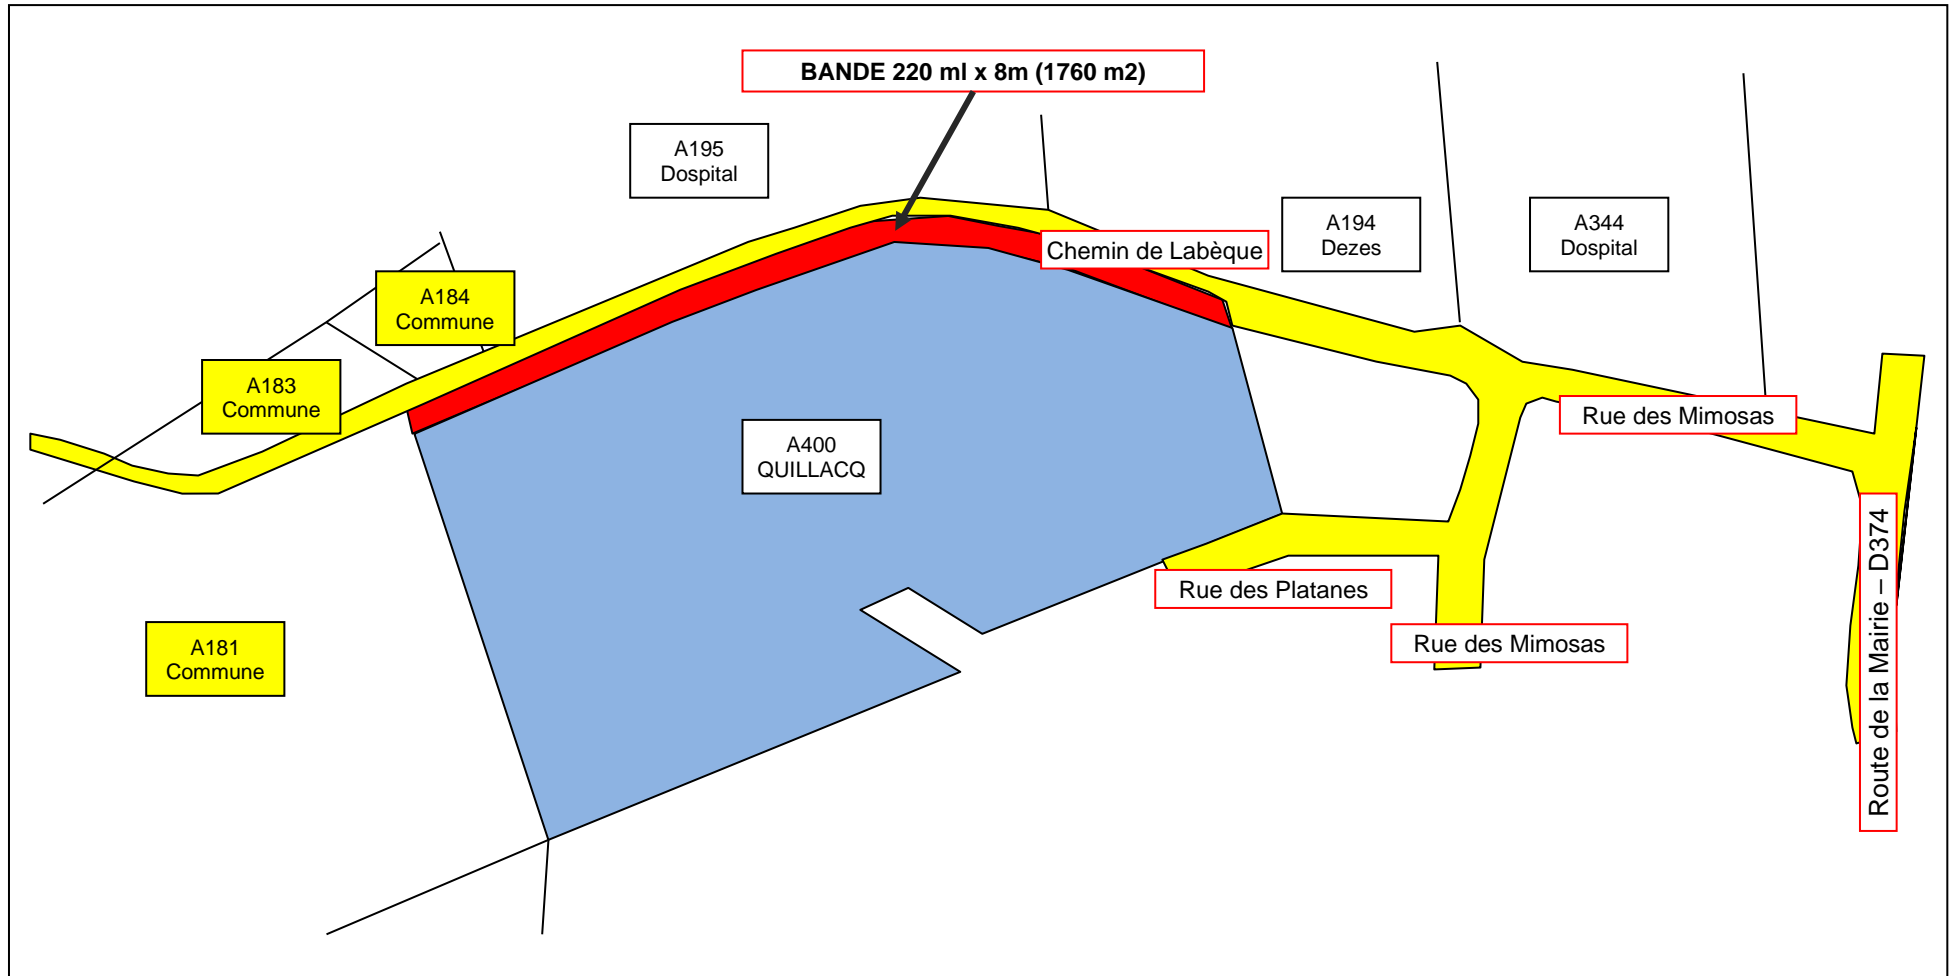 BANDE 220 ml x 8m (1760 m2)
A195
Dospital
A194
Dezes
A344
Dospital
Chemin de Labèque
A184
Commune
A183
Commune
Rue des Mimosas
A400
QUILLACQ
Rue des Platanes
Rue des Mimosas
A181
Commune
Route de la Mairie – D374